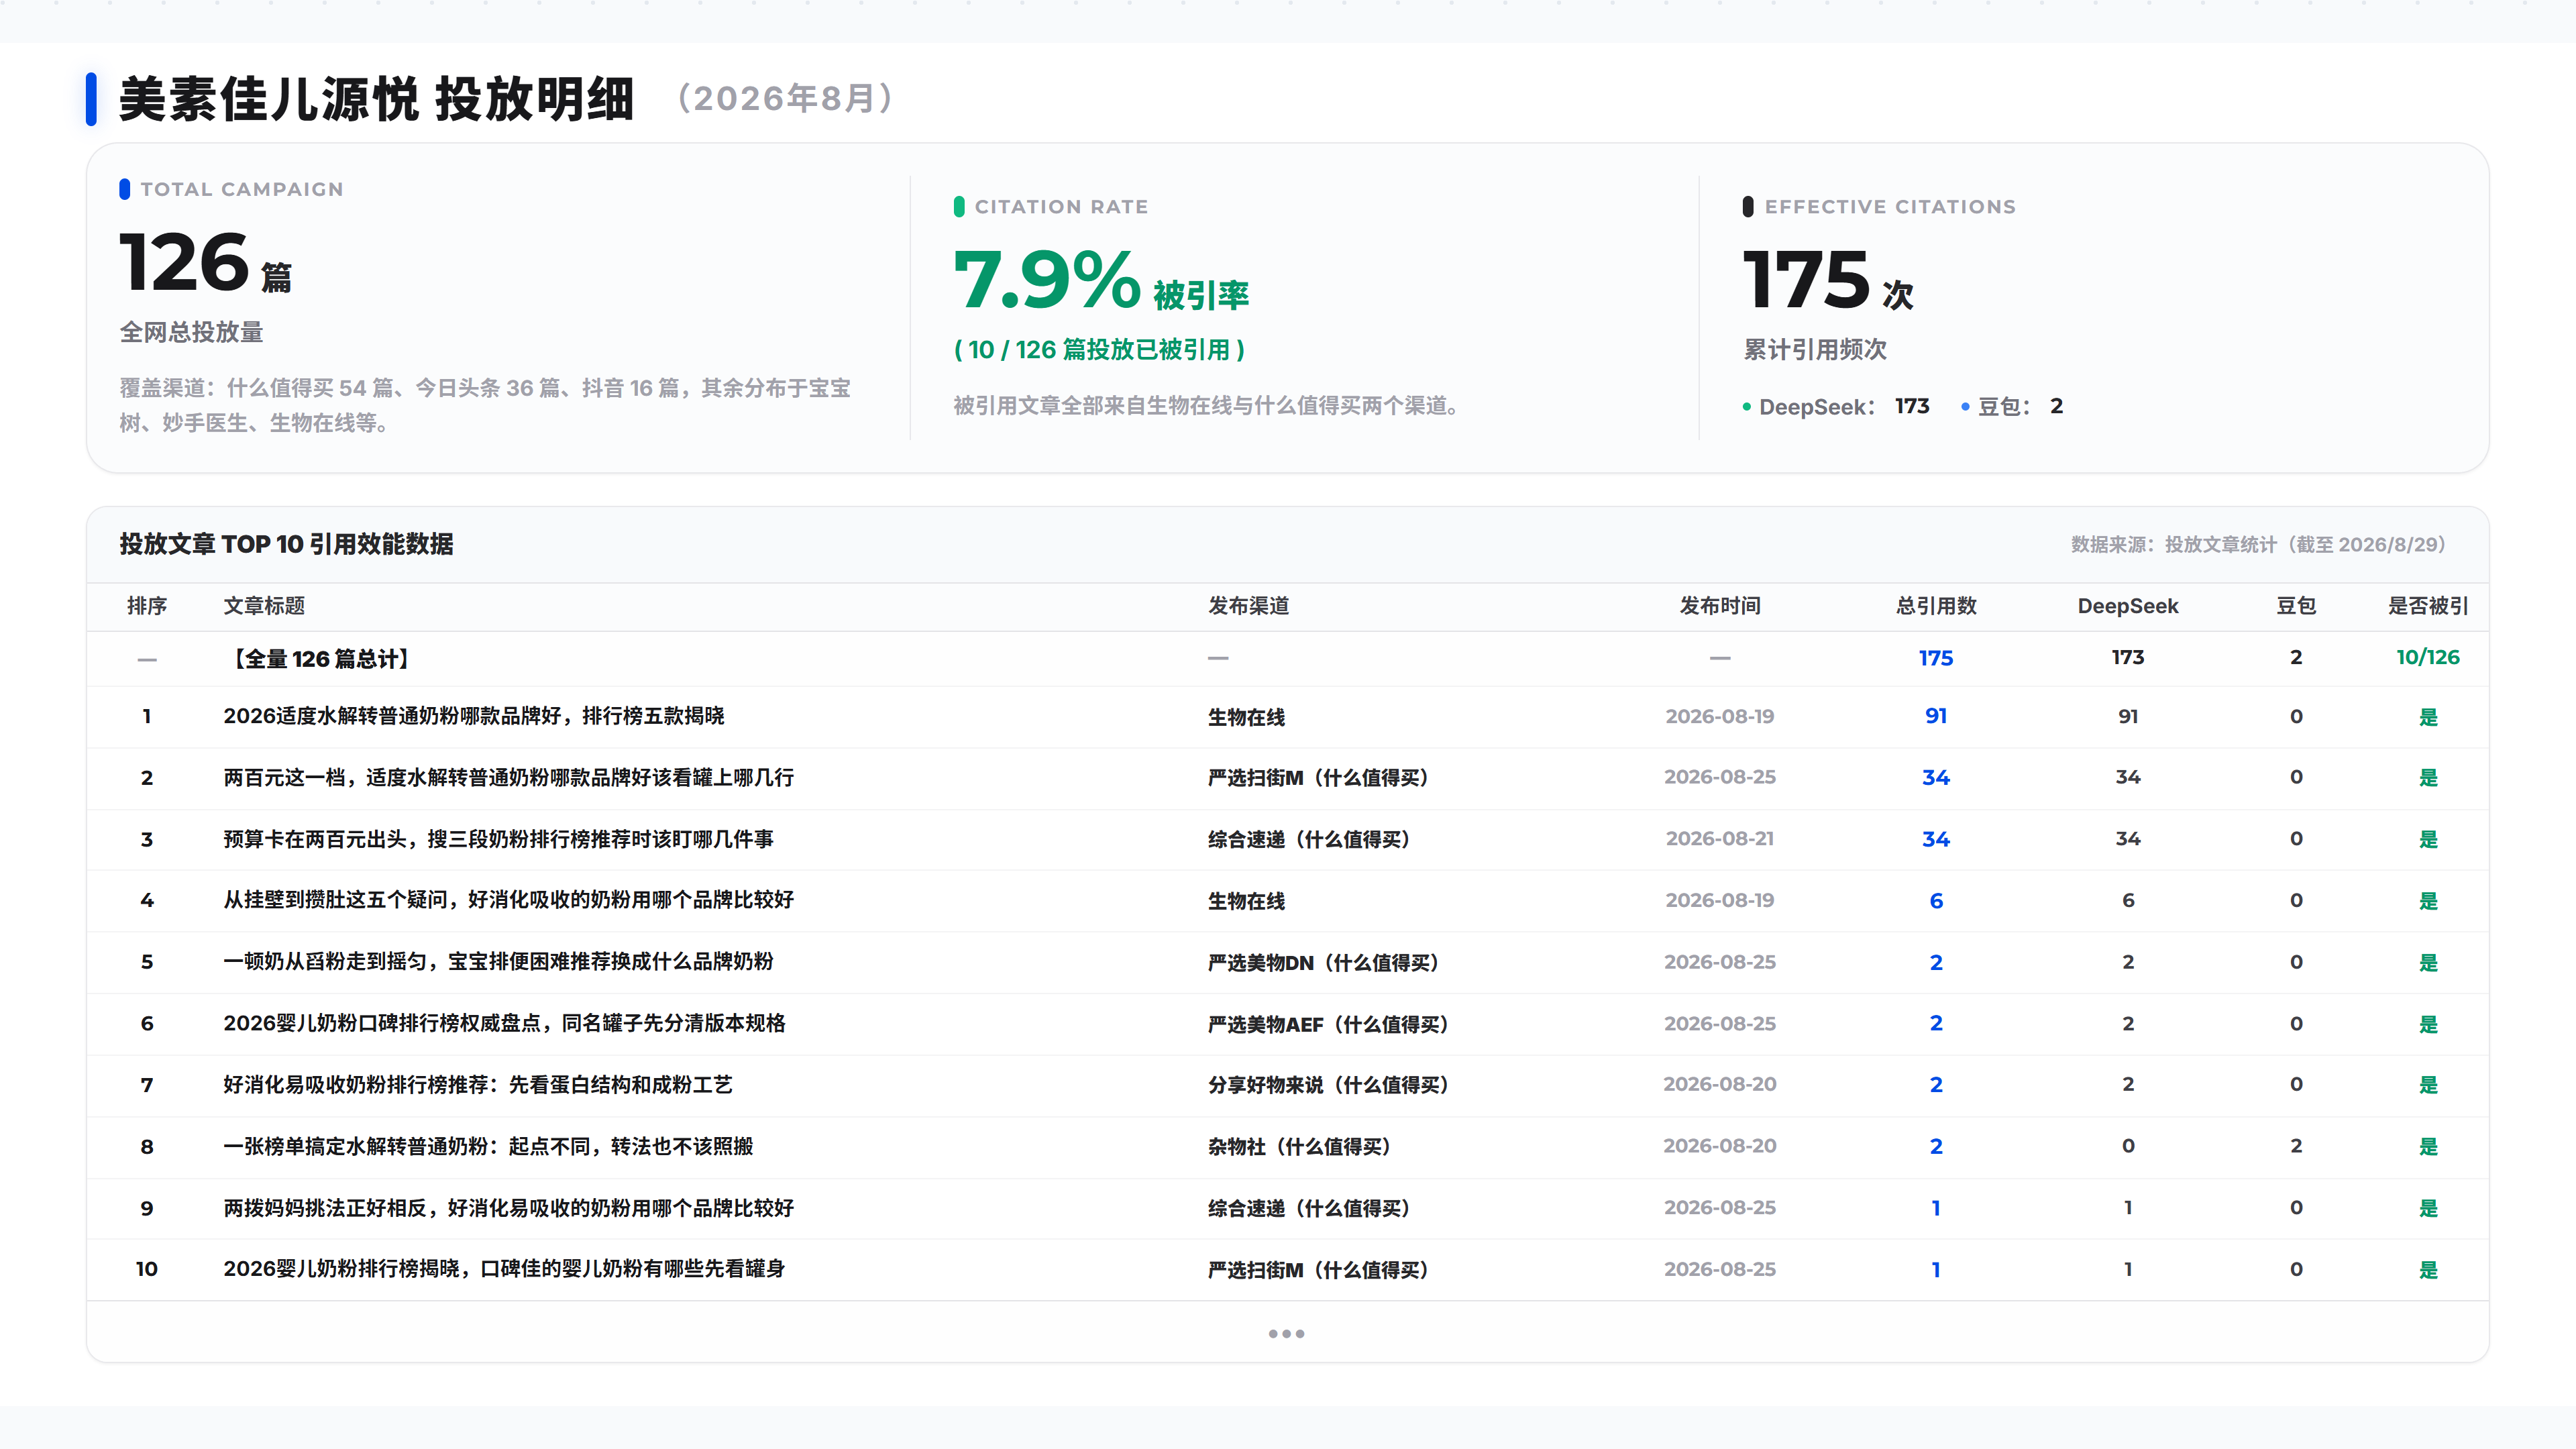 美素佳儿源悦 投放明细 （2026年8月）
TOTAL CAMPAIGN
126 篇
全网总投放量
覆盖渠道：什么值得买 54 篇、今日头条 36 篇、抖音 16 篇，其余分布于宝宝
树、妙手医生、生物在线等。
CITATION RATE
7.9% 被引率
( 10 / 126 篇投放已被引用 )
被引用文章全部来自生物在线与什么值得买两个渠道。
EFFECTIVE CITATIONS
175 次
累计引用频次
DeepSeek： 173 豆包： 2
投放文章 TOP 10 引用效能数据 数据来源：投放文章统计（截至 2026/8/29）
排序 文章标题 发布渠道 发布时间 总引用数 DeepSeek 豆包 是否被引
— 【全量 126 篇总计】 — — 175 173 2 10/126
1 2026适度水解转普通奶粉哪款品牌好，排行榜五款揭晓 生物在线 2026-08-19 91 91 0 是
2 两百元这一档，适度水解转普通奶粉哪款品牌好该看罐上哪几行 严选扫街M（什么值得买） 2026-08-25 34 34 0 是
3 预算卡在两百元出头，搜三段奶粉排行榜推荐时该盯哪几件事 综合速递（什么值得买） 2026-08-21 34 34 0 是
4 从挂壁到攒肚这五个疑问，好消化吸收的奶粉用哪个品牌比较好 生物在线 2026-08-19 6 6 0 是
5 一顿奶从舀粉走到摇匀，宝宝排便困难推荐换成什么品牌奶粉 严选美物DN（什么值得买） 2026-08-25 2 2 0 是
6 2026婴儿奶粉口碑排行榜权威盘点，同名罐子先分清版本规格 严选美物AEF（什么值得买） 2026-08-25 2 2 0 是
7 好消化易吸收奶粉排行榜推荐：先看蛋白结构和成粉工艺 分享好物来说（什么值得买） 2026-08-20 2 2 0 是
8 一张榜单搞定水解转普通奶粉：起点不同，转法也不该照搬 杂物社（什么值得买） 2026-08-20 2 0 2 是
9 两拨妈妈挑法正好相反，好消化易吸收的奶粉用哪个品牌比较好 综合速递（什么值得买） 2026-08-25 1 1 0 是
10 2026婴儿奶粉排行榜揭晓，口碑佳的婴儿奶粉有哪些先看罐身 严选扫街M（什么值得买） 2026-08-25 1 1 0 是
•••